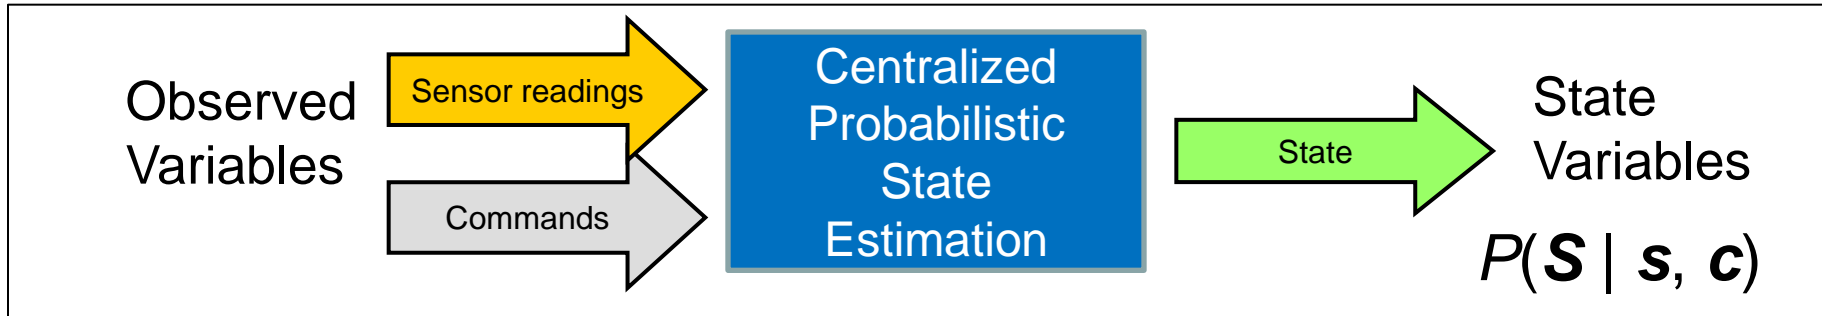 Observed
Variables
Sensor readings
Commands
Centralized
Probabilistic
State
Estimation
State
State
Variables
P(S | s, c)